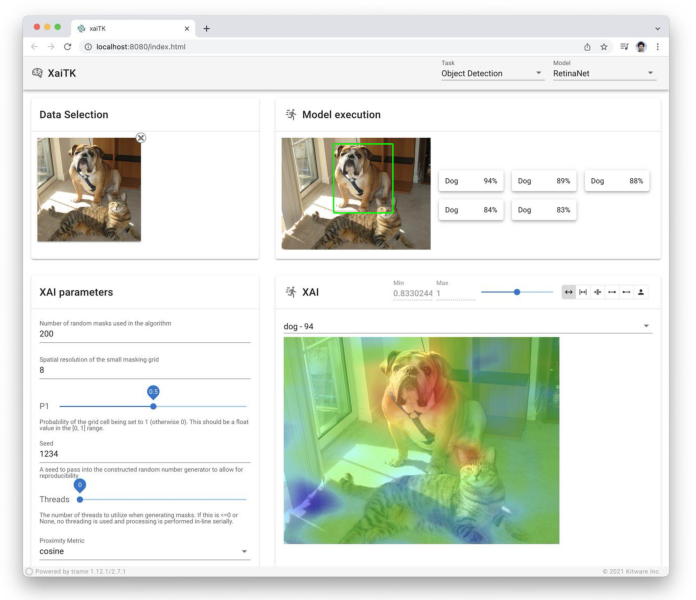 xaiTK
localhost:8080/index.html
XaiTK
Task
Object Detection
Model
RetinaNet
Data Selection
Model execution
Dog 94%
Dog 89%
Dog 88%
Dog 84%
Dog 83%
XAI parameters
Number of random masks used in the algorithm
200
Spatial resolution of the small masking grid
8
0.5
P1
Probability of the grid cell being set to 1 (otherwise 0). This should be a float
value in the [0, 1] range.
Seed
1234
A seed to pass into the constructed random number generator to allow for
reproducibility
0
Threads
The number of threads to utilize when generating masks. If this is <=0 or
None, no threading is used and processing is performed in-line serially.
Proximity Metric
cosine
XAI
Min
0.8330244
Max
1
dog - 94
Powered by trame 1.12.1/2.7.1
© 2021 Kitware Inc.